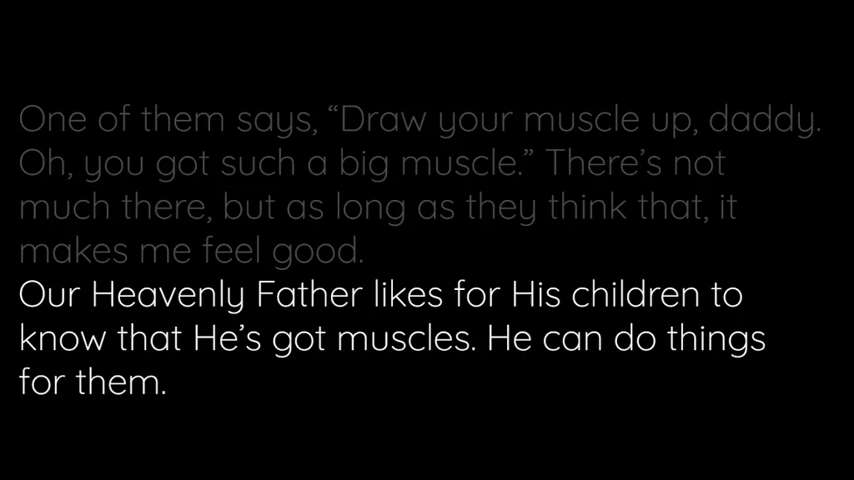 One of them says, “Draw your muscle up, daddy.
Oh, you got such a big muscle.” There’s not
much there, but as long as they think that, it
makes me feel good.
Our Heavenly Father likes for His children to
know that He’s got muscles. He can do things
for them.